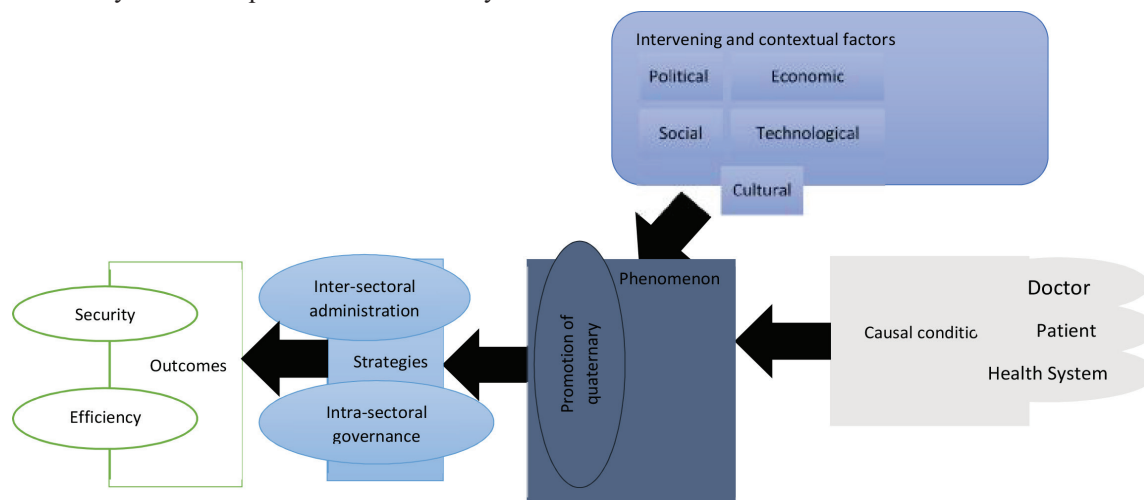 Intervening and contextual factors
Political
Economic
Social
Technological
Cultural
Phenomenon
Promotion of
quaternary
Causal conditio
Doctor
Patient
Health System
Inter-sectoral
administration
Strategies
Intra-sectoral
.governance
Outcomes
Security
Efficiency